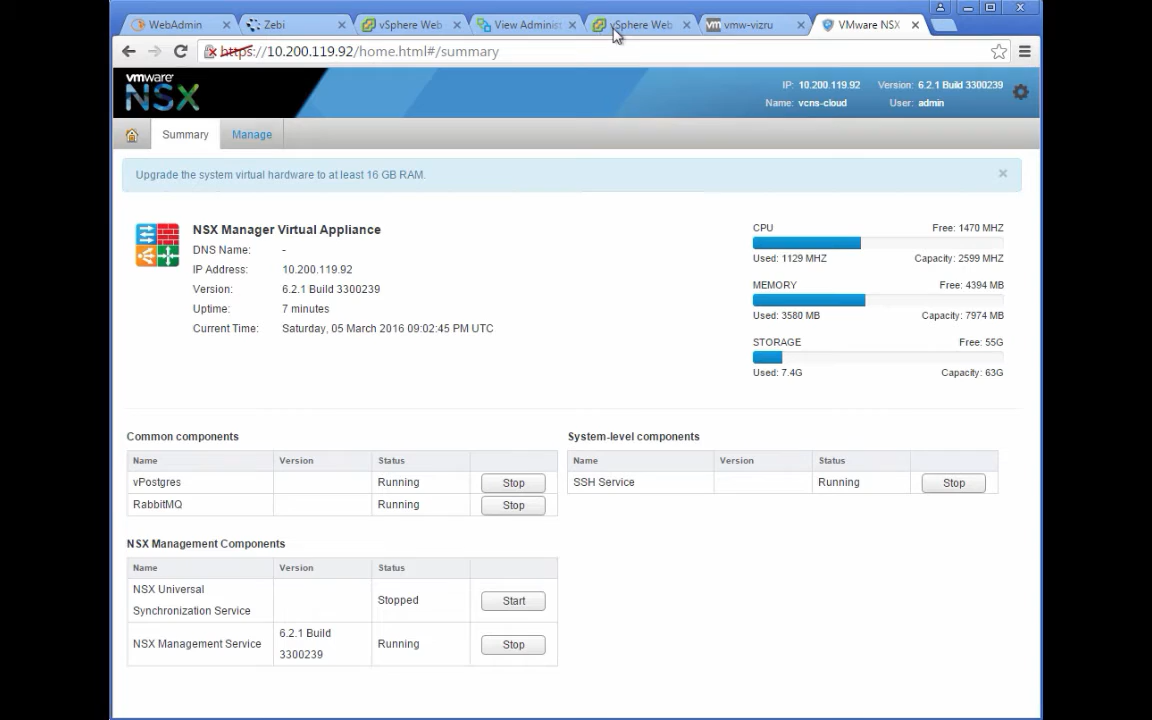 WebAdmin
Zebi
vSphere Web
View Administ
vSphere Web
vmw-vizru
VMware NSX
https://10.200.119.92/home.html#/summary
vmware
NSX
IP: 10.200.119.92 Version: 6.2.1 Build 3300239
Name: vcns-cloud User: admin
Summary
Manage
Upgrade the system virtual hardware to at least 16 GB RAM.
NSX Manager Virtual Appliance
DNS Name: -
IP Address: 10.200.119.92
Version: 6.2.1 Build 3300239
Uptime: 7 minutes
Current Time: Saturday, 05 March 2016 09:02:45 PM UTC
CPU Free: 1470 MHZ
Used: 1129 MHZ Capacity: 2599 MHZ
MEMORY Free: 4394 MB
Used: 3580 MB Capacity: 7974 MB
STORAGE Free: 55G
Used: 7.4G Capacity: 63G
Common components
Name Version Status
vPostgres Running Stop
RabbitMQ Running Stop
System-level components
Name Version Status
SSH Service Running Stop
NSX Management Components
Name Version Status
NSX Universal
Synchronization Service
Stopped Start
NSX Management Service
6.2.1 Build
3300239
Running Stop